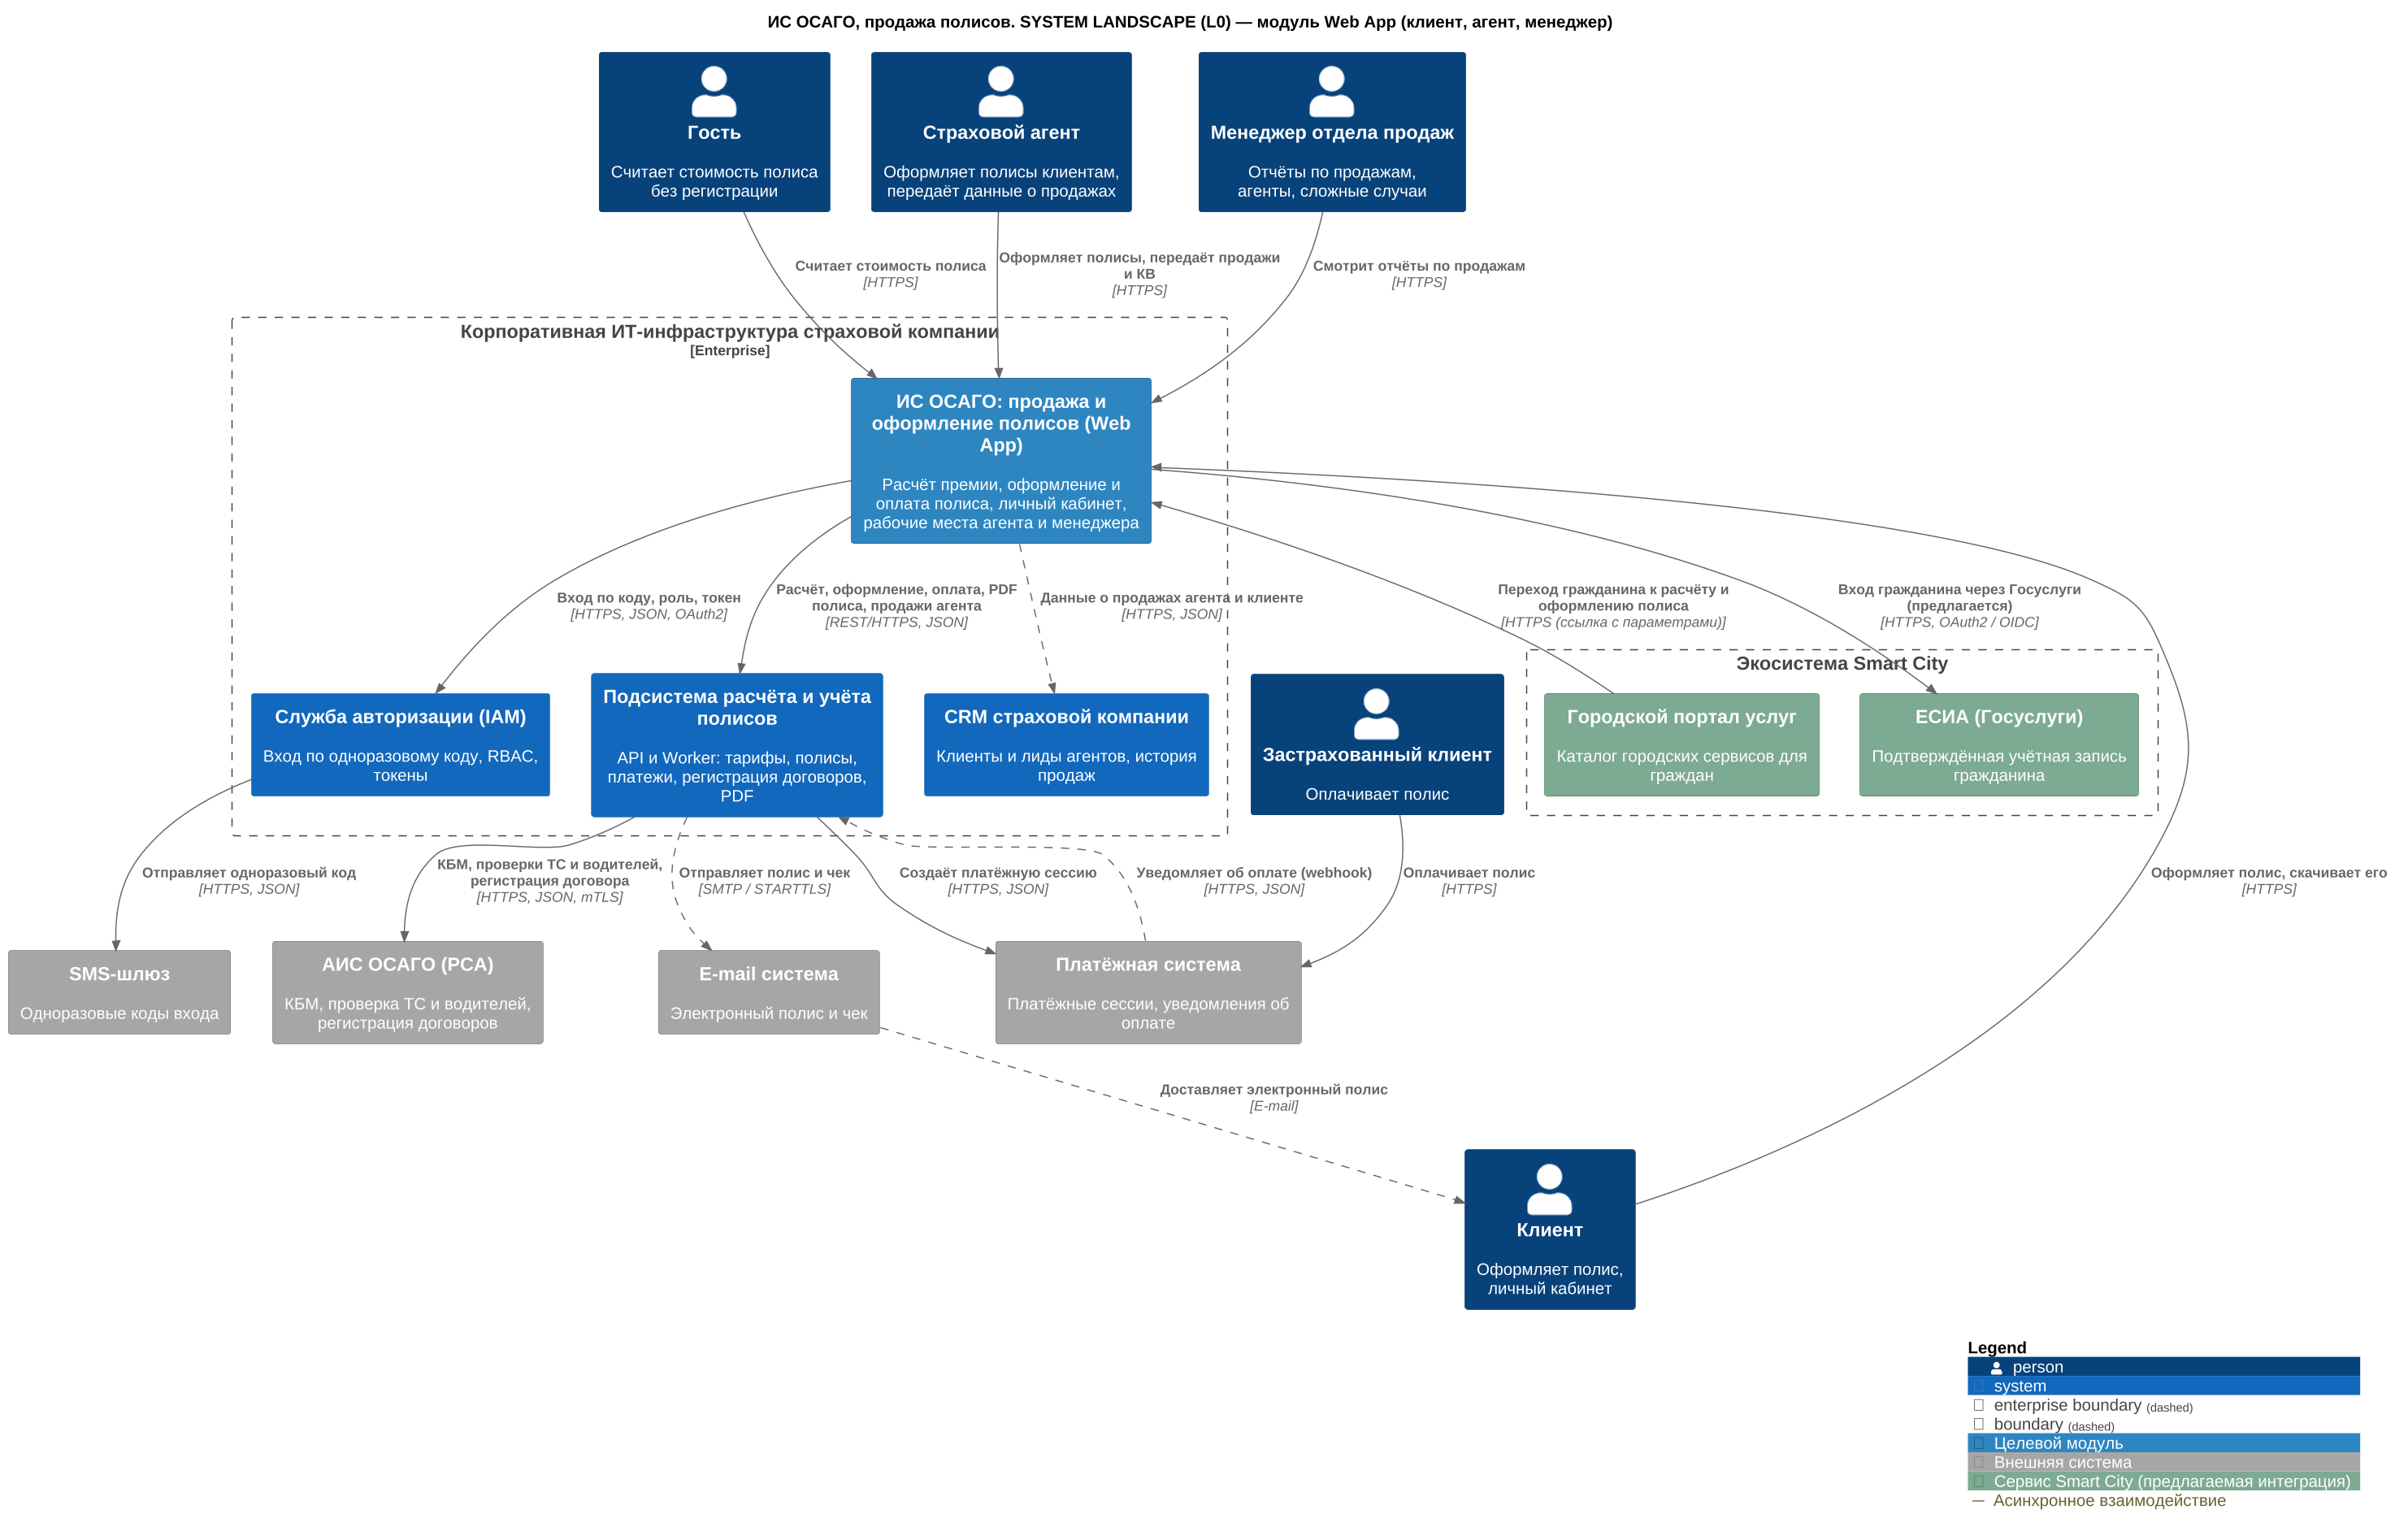 ИС ОСАГО, продажа полисов. SYSTEM LANDSCAPE (L0) — модуль Web App (клиент, агент, менеджер)
Гость
Считает стоимость полиса
без регистрации
Страховой агент
Оформляет полисы клиентам,
передаёт данные о продажах
Менеджер отдела продаж
Отчёты по продажам,
агенты, сложные случаи
Считает стоимость полиса
[HTTPS]
Оформляет полисы, передаёт продажи
и КВ
[HTTPS]
Смотрит отчёты по продажам
[HTTPS]
Корпоративная ИТ-инфраструктура страховой компании
[Enterprise]
ИС ОСАГО: продажа и
оформление полисов (Web
App)
Расчёт премии, оформление и
оплата полиса, личный кабинет,
рабочие места агента и менеджера
Вход по коду, роль, токен
[HTTPS, JSON, OAuth2]
Расчёт, оформление, оплата, PDF
полиса, продажи агента
[REST/HTTPS, JSON]
Данные о продажах агента и клиенте
[HTTPS, JSON]
Переход гражданина к расчёту и
оформлению полиса
[HTTPS (ссылка с параметрами)]
Вход гражданина через Госуслуги
(предлагается)
[HTTPS, OAuth2 / OIDC]
Экосистема Smart City
Служба авторизации (IAM)
Вход по одноразовому коду, RBAC,
токены
Подсистема расчёта и учёта
полисов
API и Worker: тарифы, полисы,
платежи, регистрация договоров,
PDF
CRM страховой компании
Клиенты и лиды агентов, история
продаж
Застрахованный клиент
Оплачивает полис
Городской портал услуг
Каталог городских сервисов для
граждан
ЕСИА (Госуслуги)
Подтверждённая учётная запись
гражданина
Отправляет одноразовый код
[HTTPS, JSON]
КБМ, проверки ТС и водителей,
регистрация договора
[HTTPS, JSON, mTLS]
Отправляет полис и чек
[SMTP / STARTTLS]
Создаёт платёжную сессию
[HTTPS, JSON]
Уведомляет об оплате (webhook)
[HTTPS, JSON]
Оплачивает полис
[HTTPS]
Оформляет полис, скачивает его
[HTTPS]
SMS-шлюз
Одноразовые коды входа
АИС ОСАГО (РСА)
КБМ, проверка ТС и водителей,
регистрация договоров
E-mail система
Электронный полис и чек
Платёжная система
Платёжные сессии, уведомления об
оплате
Доставляет электронный полис
[E-mail]
Клиент
Оформляет полис,
личный кабинет
Legend
person
system
enterprise boundary (dashed)
boundary (dashed)
Целевой модуль
Внешняя система
Сервис Smart City (предлагаемая интеграция)
Асинхронное взаимодействие